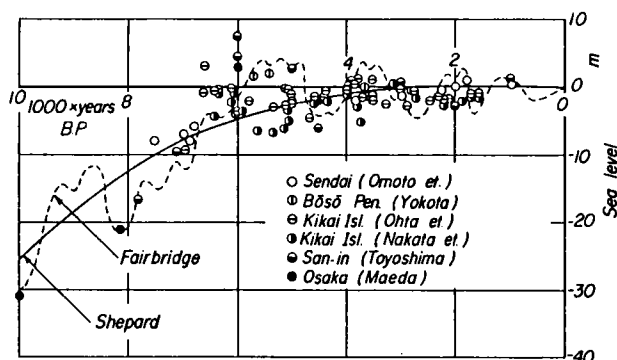 10
m
0
-10
-20
-30
-40
Sea level
10
8
4
2
0
1000 × years
B.P
Fairbridge
Shepard
Sendai (Omoto et.)
Bōsō Pen. (Yokota)
Kikai Isl. (Ohta et.)
Kikai Isl. (Nakata et.)
San-in (Toyoshima)
Osaka (Maeda)